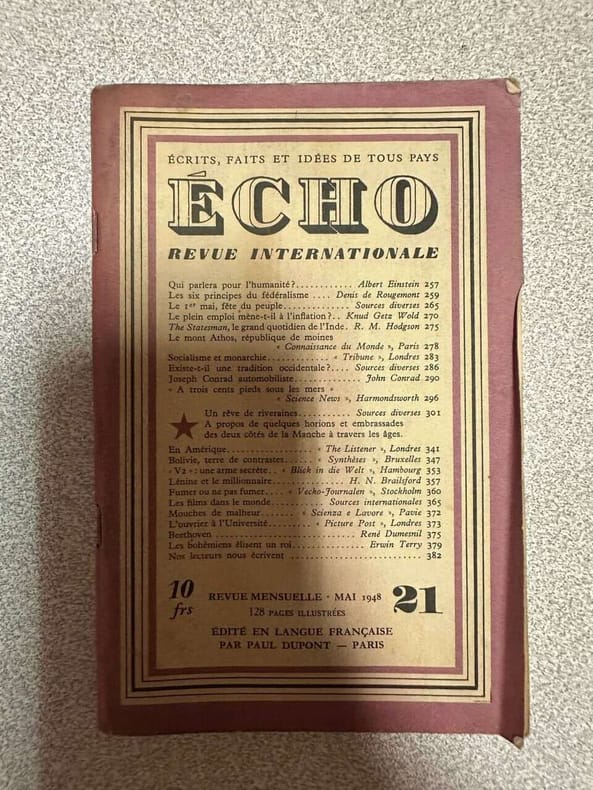 ÉCRITS, FAITS ET IDÉES DE TOUS PAYS
ÉCHO
REVUE INTERNATIONALE
Qui parlera pour l'humanité?............ Albert Einstein 257
Les six principes du fédéralisme .... Denis de Rougemont 259
Le 1er mai, fête du peuple.............. Sources diverses 265
Le plein emploi mène-t-il à l'inflation?.. Knud Getz Wold 270
The Statesman, le grand quotidien de l'Inde. R. M. Hodgson 275
Le mont Athos, république de moines
« Connaissance du Monde », Paris 278
Socialisme et monarchie............. « Tribune », Londres 283
Existe-t-il une tradition occidentale?.... Sources diverses 286
Joseph Conrad automobiliste.............. John Conrad 290
« A trois cents pieds sous les mers »
« Science News », Harmondsworth 296
Un rêve de riveraines.......... Sources diverses 301
A propos de quelques horions et embrassades
des deux côtés de la Manche à travers les âges.
En Amérique................. « The Listener », Londres 341
Bolivie, terre de contrastes...... « Synthèses », Bruxelles 347
« V2 » : une arme secrète.. « Blick in die Welt », Hambourg 353
Lénine et le millionnaire............... H. N. Brailsford 357
Fumer ou ne pas fumer.... « Vecho-Journalen », Stockholm 360
Les films dans le monde........... Sources internationales 365
Mouches de malheur........ « Scienza e Lavore », Pavie 372
L'ouvrier à l'Université....... « Picture Post », Londres 373
Beethoven ............................ René Dumesnil 375
Les bohémiens élisent un roi............... Erwin Terry 379
Nos lecteurs nous écrivent .......................... 382
10 frs
REVUE MENSUELLE · MAI 1948
128 PAGES ILLUSTRÉES
21
ÉDITÉ EN LANGUE FRANÇAISE
PAR PAUL DUPONT — PARIS